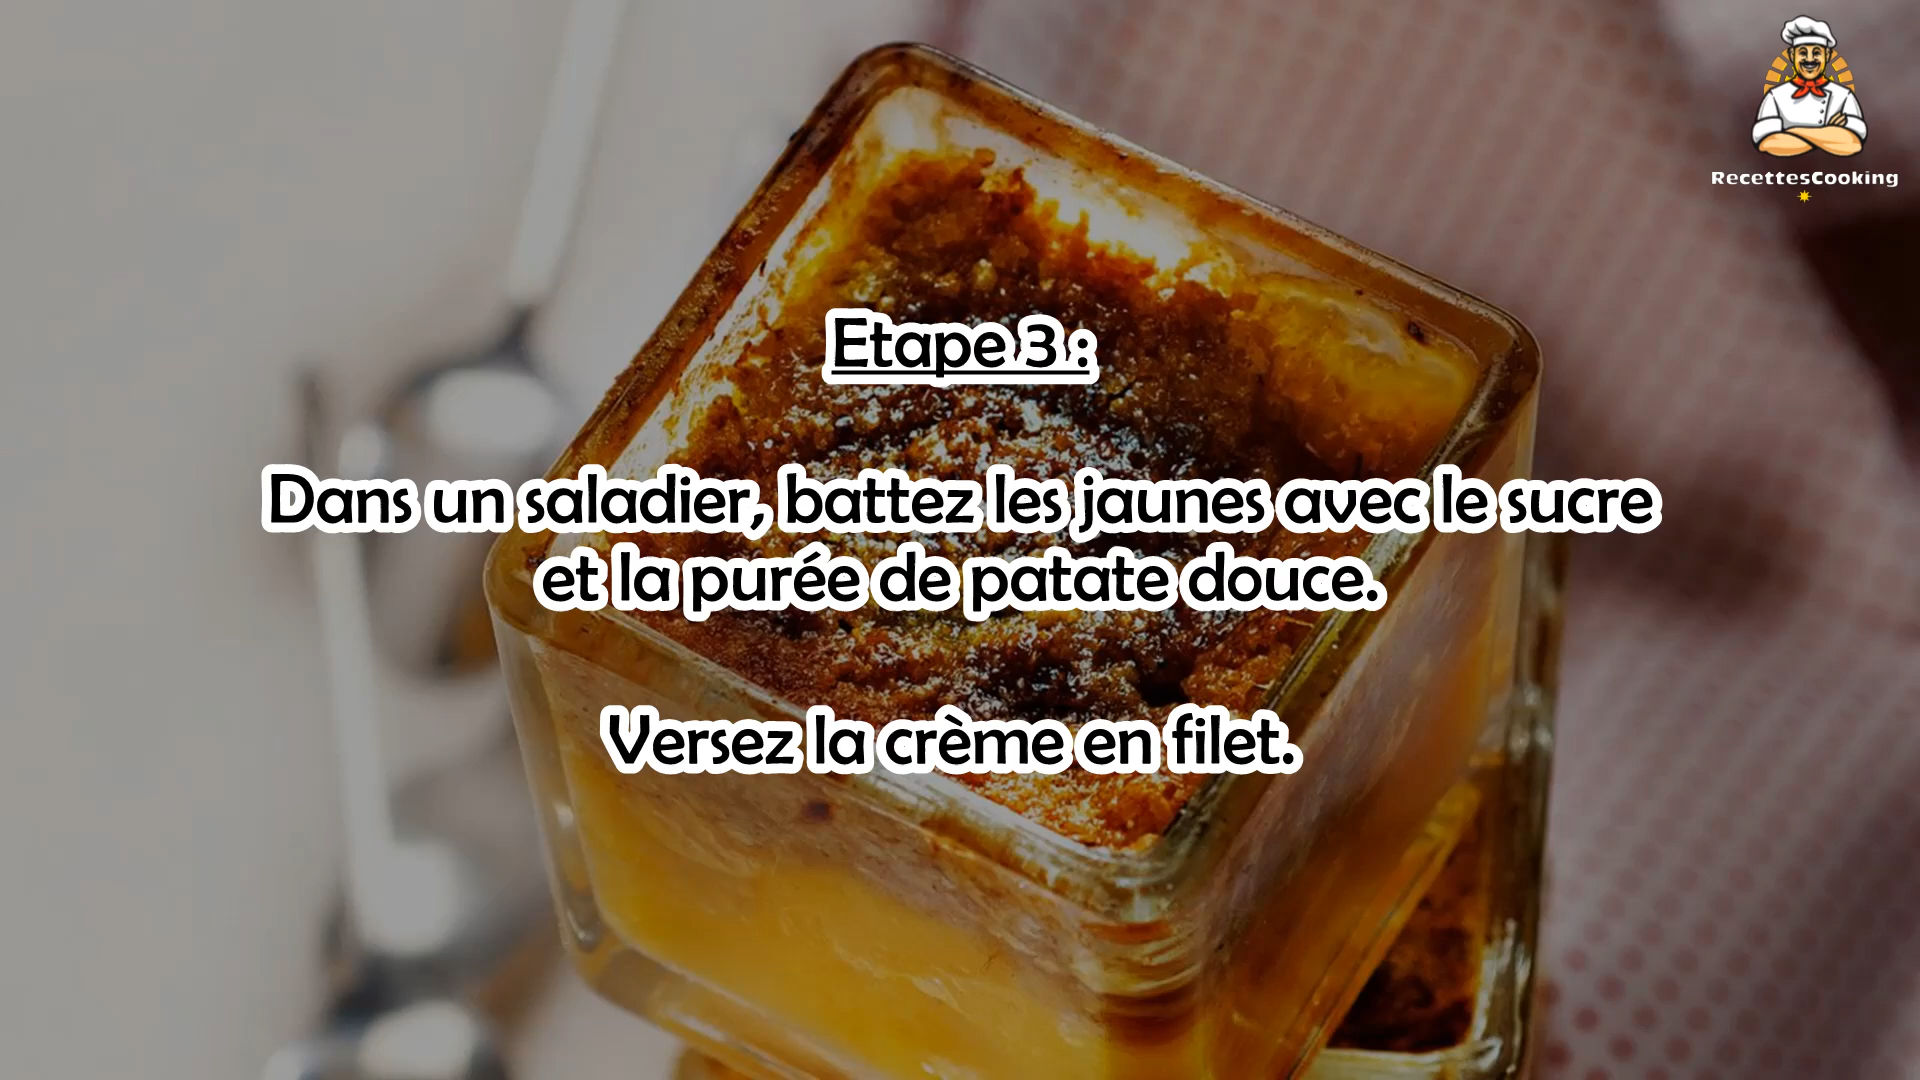 RecettesCooking
Etape 3 :
Dans un saladier, battez les jaunes avec le sucre
et la purée de patate douce.
Versez la crème en filet.